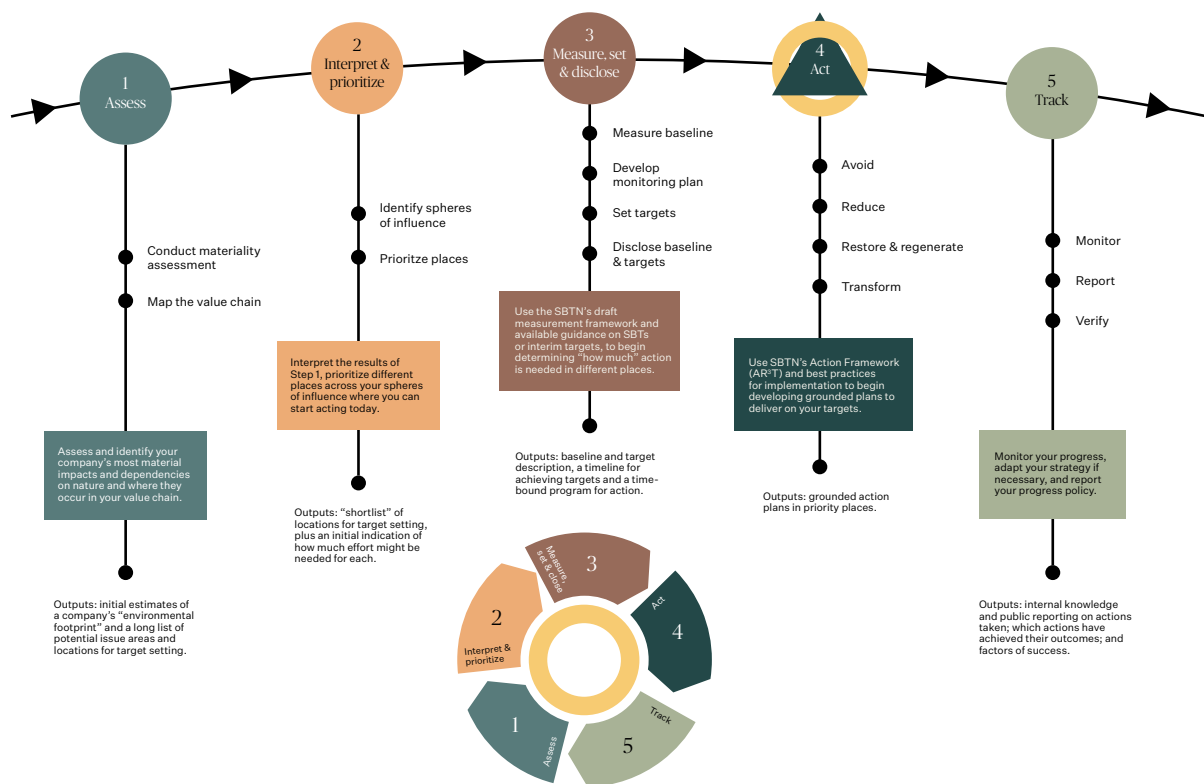 1
Assess
Conduct materiality
assessment
Map the value chain
Assess and identify your
company's most material
impacts and dependencies
on nature and where they
occur in your value chain.
Outputs: initial estimates of
a company's “environmental
footprint” and a long list of
potential issue areas and
locations for target setting.
2
Interpret &
prioritize
Identify spheres
of influence
Prioritze places
Interpret the results of
Step 1, prioritize different
places across your spheres
of influence where you can
start acting today.
Outputs: “shortlist” of
locations for target setting,
plus an initial indication of
how much effort might be
needed for each.
3
Measure, set
& disclose
Measure baseline
Develop
monitoring plan
Set targets
Disclose baseline
& targets
Use the SBTN's draft
measurement framework and
available guidance on SBTs
or interim targets, to begin
determining “how much” action
is needed in different places.
Outputs: baseline and target
description, a timeline for
achieving targets and a time-
bound program for action.
4
Act
Avoid
Reduce
Restore & regenerate
Transform
Use SBTN's Action Framework
(AR³T) and best practices
for implementation to begin
developing grounded plans to
deliver on your targets.
Outputs: grounded action
plans in priority places.
5
Track
Monitor
Report
Verify
Monitor your progress,
adapt your strategy if
necessary, and report
your progress policy.
Outputs: internal knowledge
and public reporting on actions
taken; which actions have
achieved their outcomes; and
factors of success.
1
Assess
2
Interpret &
prioritize
3
Measure,
set & close
4
Act
5
Track